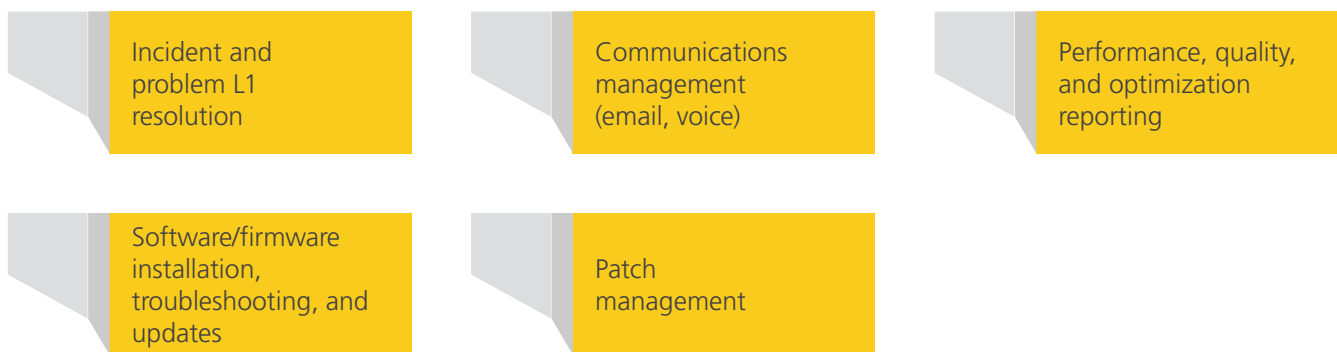 Incident and
problem L1
resolution
Communications
management
(email, voice)
Performance, quality,
and optimization
reporting
Software/firmware
installation,
troubleshooting, and
updates
Patch
management